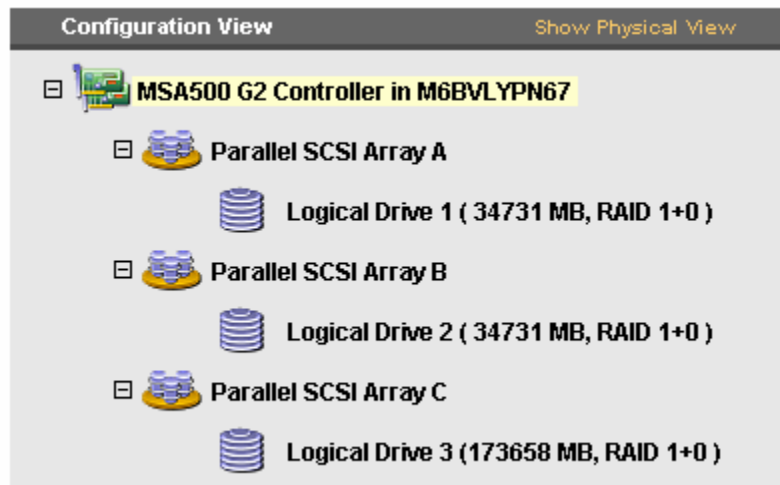 Configuration View
Show Physical View
MSA500 G2 Controller in M6BVLYPN67
Parallel SCSI Array A
Logical Drive 1 ( 34731 MB, RAID 1+0 )
Parallel SCSI Array B
Logical Drive 2 ( 34731 MB, RAID 1+0 )
Parallel SCSI Array C
Logical Drive 3 (173658 MB, RAID 1+0 )